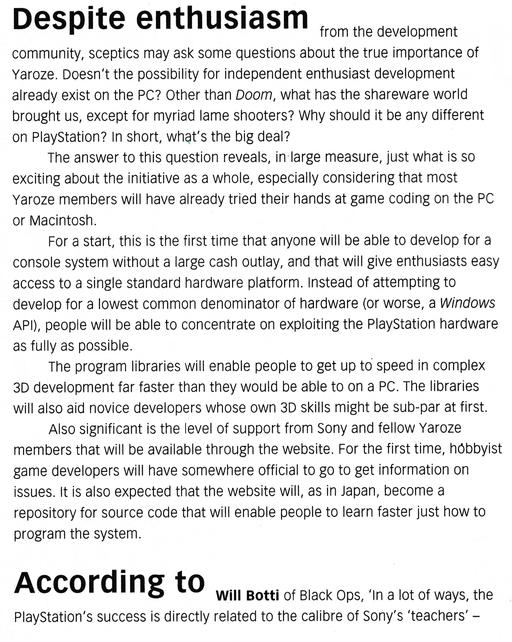 Despite enthusiasm from the development
community, sceptics may ask some questions about the true importance of
Yaroze. Doesn't the possibility for independent enthusiast development
already exist on the PC? Other than Doom, what has the shareware world
brought us, except for myriad lame shooters? Why should it be any different
on PlayStation? In short, what's the big deal?
The answer to this question reveals, in large measure, just what is so
exciting about the initiative as a whole, especially considering that most
Yaroze members will have already tried their hands at game coding on the PC
or Macintosh.
For a start, this is the first time that anyone will be able to develop for a
console system without a large cash outlay, and that will give enthusiasts easy
access to a single standard hardware platform. Instead of attempting to
develop for a lowest common denominator of hardware (or worse, a Windows
API), people will be able to concentrate on exploiting the PlayStation hardware
as fully as possible.
The program libraries will enable people to get up to speed in complex
3D development far faster than they would be able to on a PC. The libraries
will also aid novice developers whose own 3D skills might be sub-par at first.
Also significant is the level of support from Sony and fellow Yaroze
members that will be available through the website. For the first time, hobbyist
game developers will have somewhere official to go to get information on
issues. It is also expected that the website will, as in Japan, become a
repository for source code that will enable people to learn faster just how to
program the system.
According to Will Botti of Black Ops, 'In a lot of ways, the
PlayStation's success is directly related to the calibre of Sony's 'teachers' –